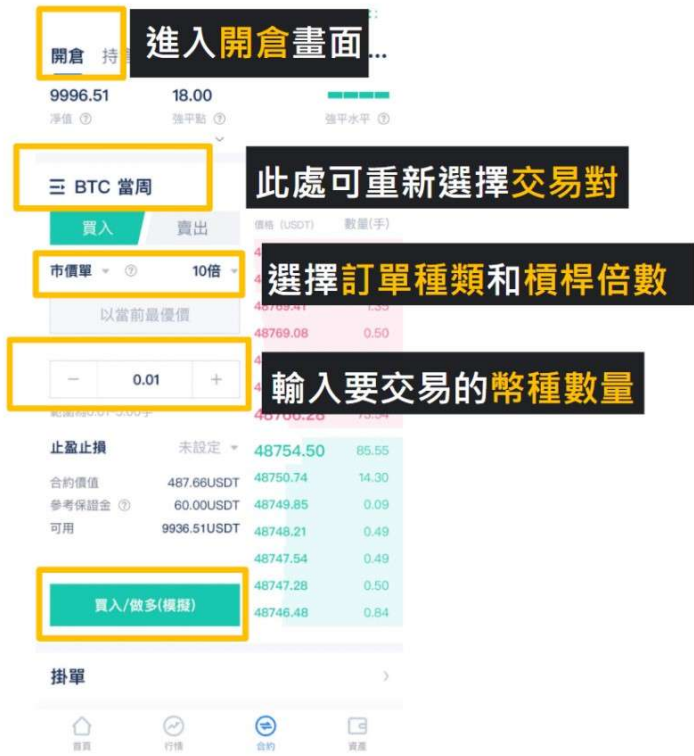 開倉 持
進入開倉畫面
...
9996.51 18.00
淨值 強平點 強平水平
BTC 當周
此處可重新選擇交易對
買入 賣出 價格 (USDT) 數量(手)
市價單 10倍
選擇訂單種類和槓桿倍數
以當前最優價
48769.08 0.50
− 0.01 +
輸入要交易的幣種數量
止盈止損 未設定
48754.50 85.55
合約價值 487.66USDT 48750.74 14.30
參考保證金 60.00USDT 48749.85 0.09
可用 9936.51USDT 48748.21 0.49
48747.54 0.49
48747.28 0.50
買入/做多(模擬)
48746.48 0.84
掛單
首頁 行情 合約 資產